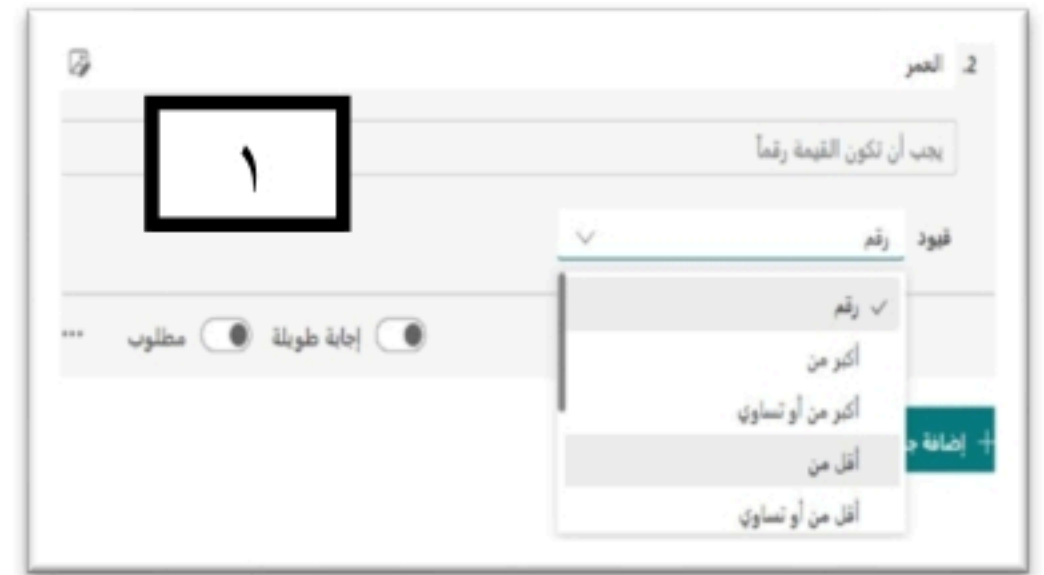 2. العمر
يجب أن تكون القيمة رقماً
١
قيود رقم
رقم
أكبر من
أكبر من أو تساوي
أقل من
أقل من أو تساوي
إجابة طويلة مطلوب ...
+ إضافة